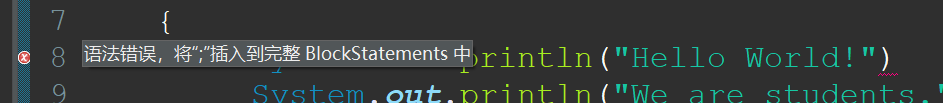 7 {
语法错误，将“;”插入到完整 BlockStatements 中
8 println("Hello World!")
9 System.out.println("We are students.